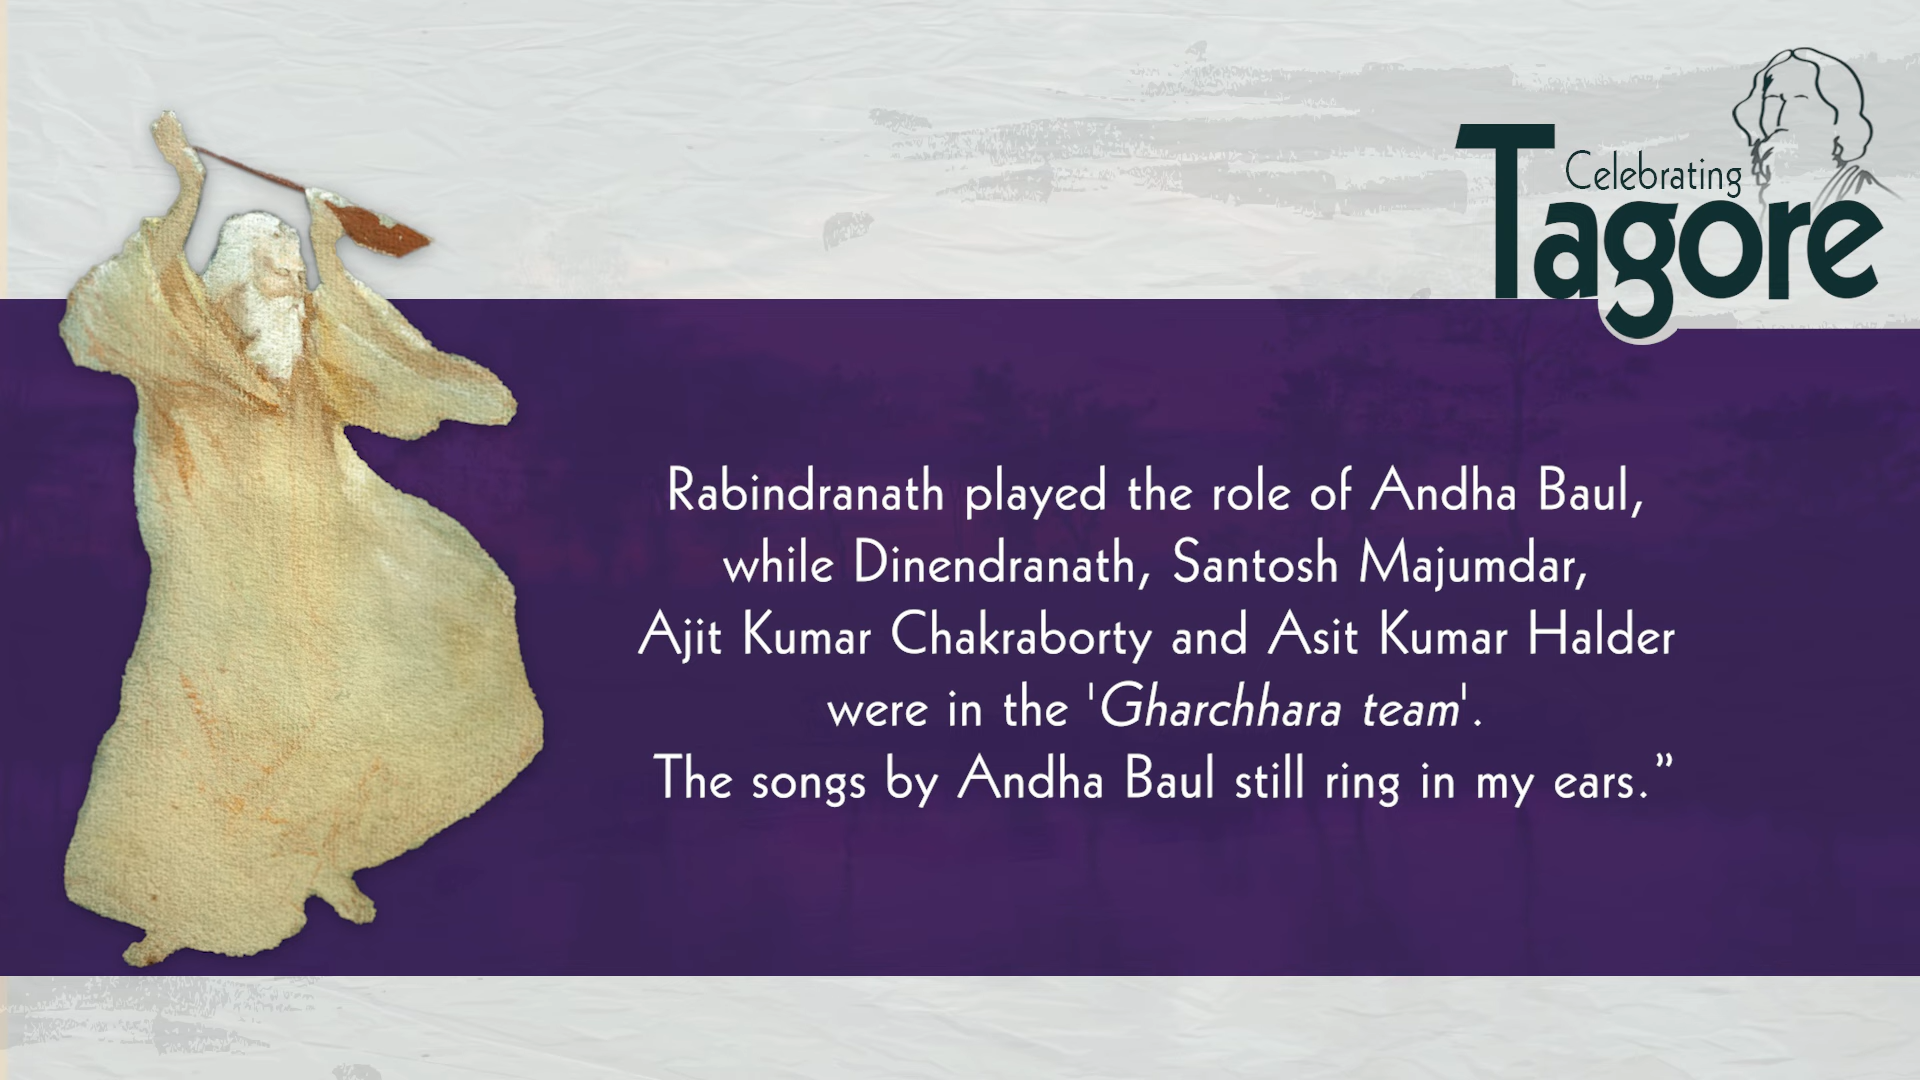 Celebrating
Tagore
Rabindranath played the role of Andha Baul,
while Dinendranath, Santosh Majumdar,
Ajit Kumar Chakraborty and Asit Kumar Halder
were in the 'Gharchhara team'.
The songs by Andha Baul still ring in my ears.”